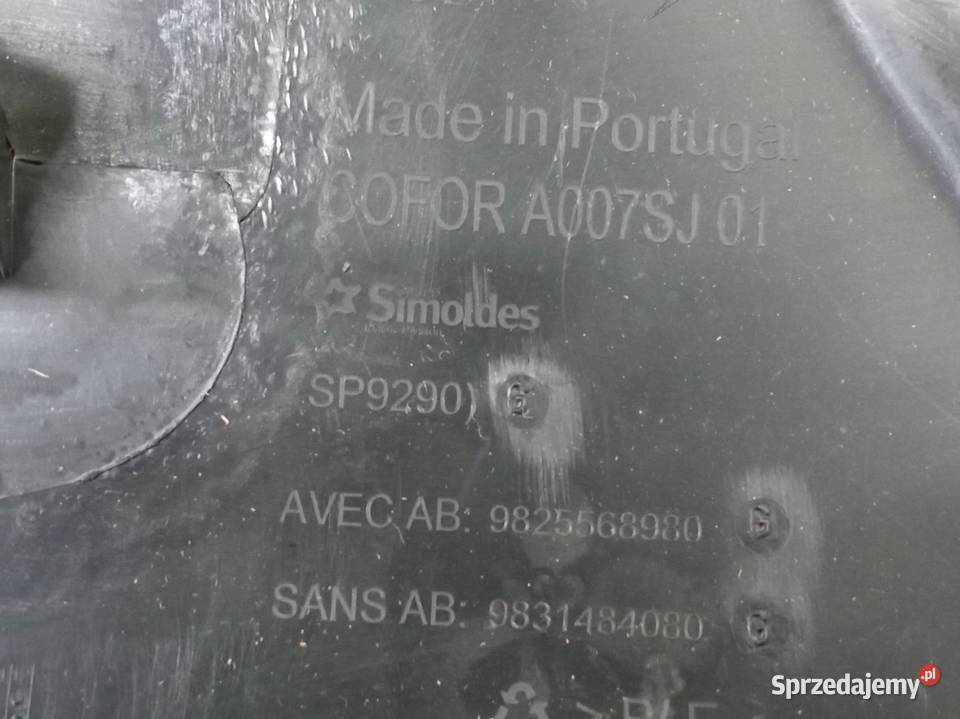 Made in Portugal
COFOR A007SJ 01
Simoldes
SP9290) G
AVEC AB: 9825568980 G
SANS AB: 9831484080 G
Sprzedajemy.pl